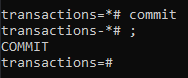 transactions=*# commit
transactions-*# ;
COMMIT
transactions=#